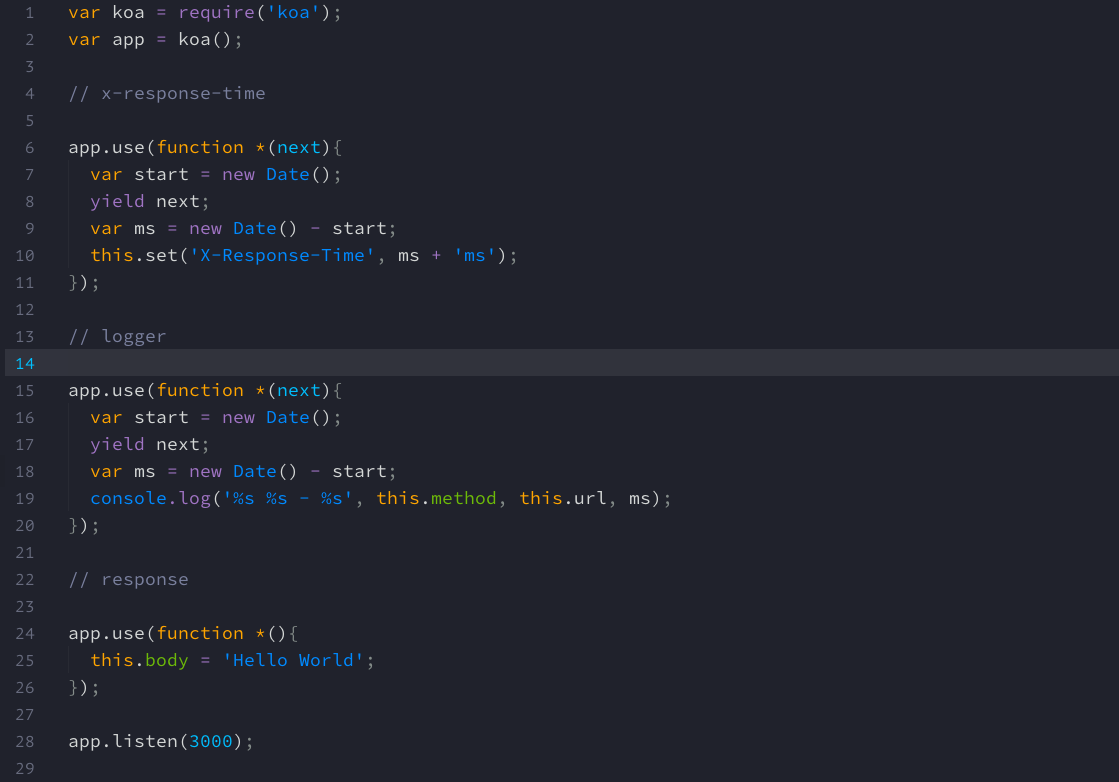 1 var koa = require('koa');
2 var app = koa();
3
4 // x-response-time
5
6 app.use(function *(next){
7   var start = new Date();
8   yield next;
9   var ms = new Date() - start;
10   this.set('X-Response-Time', ms + 'ms');
11 });
12
13 // logger
14
15 app.use(function *(next){
16   var start = new Date();
17   yield next;
18   var ms = new Date() - start;
19   console.log('%s %s - %s', this.method, this.url, ms);
20 });
21
22 // response
23
24 app.use(function *(){
25   this.body = 'Hello World';
26 });
27
28 app.listen(3000);
29